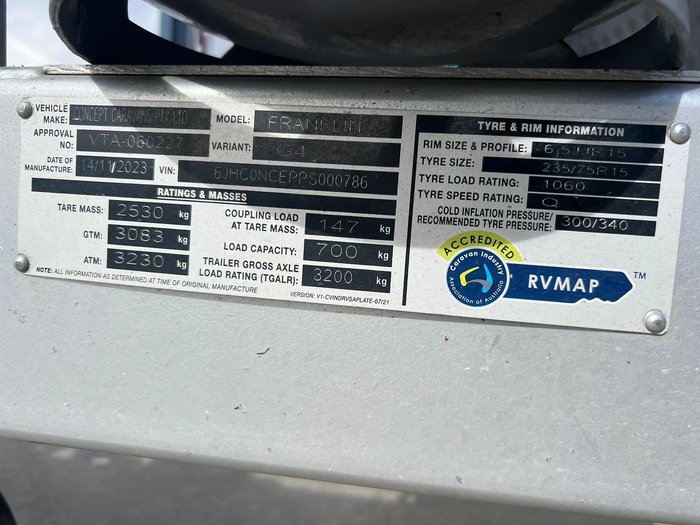 VEHICLE MAKE: CONCEPT CARAVANS PTY LTD MODEL: FRANKLIN
APPROVAL NO: VTA-060227 VARIANT: G4
DATE OF MANUFACTURE: 14/11/2023 VIN: 6JHC0NCEPPS000786
RATINGS & MASSES
TARE MASS: 2530 kg COUPLING LOAD AT TARE MASS: 147 kg
GTM: 3083 kg LOAD CAPACITY: 700 kg
ATM: 3230 kg TRAILER GROSS AXLE LOAD RATING (TGALR): 3200 kg
NOTE: ALL INFORMATION AS DETERMINED AT TIME OF ORIGINAL MANUFACTURE
VERSION: V1-CVINDRVSAPLATE-07/21
TYRE & RIM INFORMATION
RIM SIZE & PROFILE: 6.5JJR15
TYRE SIZE: 235/75R15
TYRE LOAD RATING: 1060
TYRE SPEED RATING: Q
COLD INFLATION PRESSURE/
RECOMMENDED TYRE PRESSURE: 300/340
ACCREDITED
Caravan Industry
Association of Australia
RVMAP TM